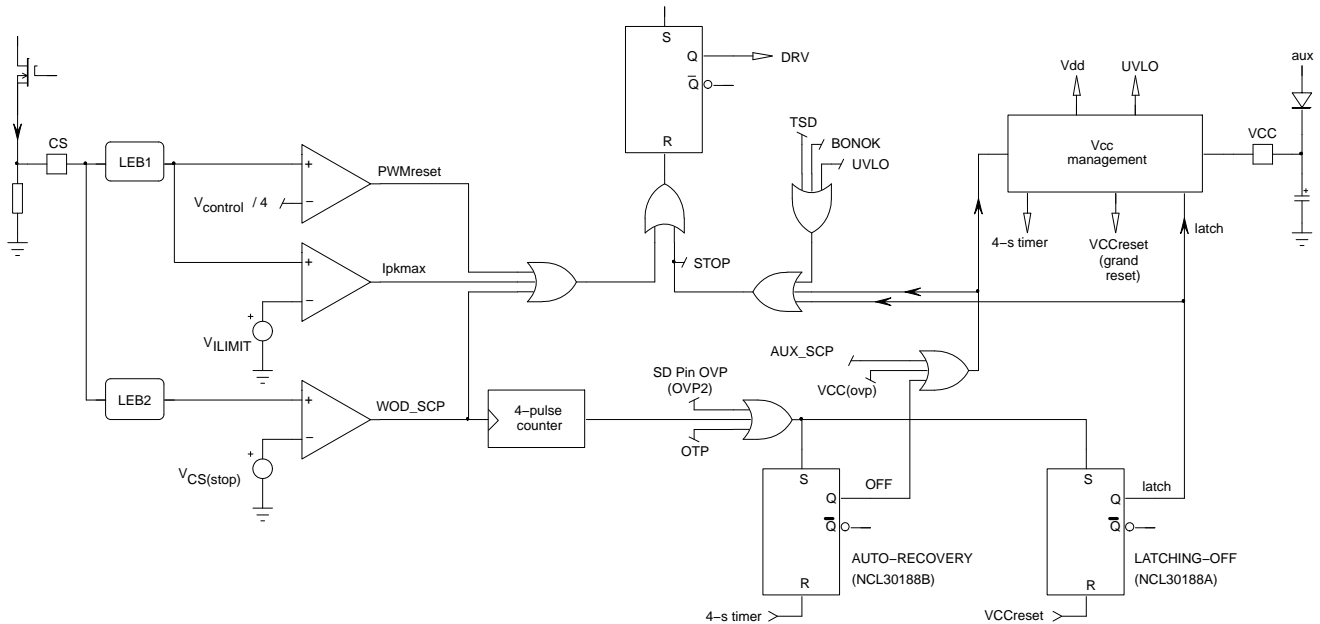 S
Q
DRV
Q
R
aux
Vdd
UVLO
TSD
BONOK
UVLO
CS
LEB1
Vcc
management
VCC
PWMreset
Vcontrol / 4
+
−
4−s timer
VCCreset
(grand
reset)
latch
STOP
Ipkmax
+
−
+
VILIMIT
AUX_SCP
SD Pin OVP
(OVP2)
VCC(ovp)
LEB2
+
−
WOD_SCP
4−pulse
counter
OTP
+
VCS(stop)
S
Q
OFF
Q
R
AUTO−RECOVERY
(NCL30188B)
4−s timer
S
Q
latch
Q
R
LATCHING−OFF
(NCL30188A)
VCCreset
+